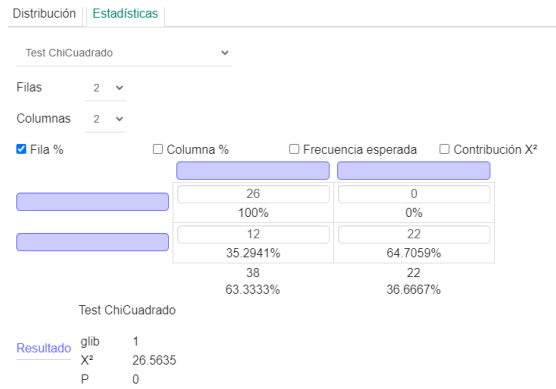 Distribución Estadísticas
Test ChiCuadrado
Filas 2
Columnas 2
Fila % Columna % Frecuencia esperada Contribución X²
26 0
100% 0%
12 22
35.2941% 64.7059%
38 22
63.3333% 36.6667%
Test ChiCuadrado
Resultado
glib 1
X² 26.5635
P 0